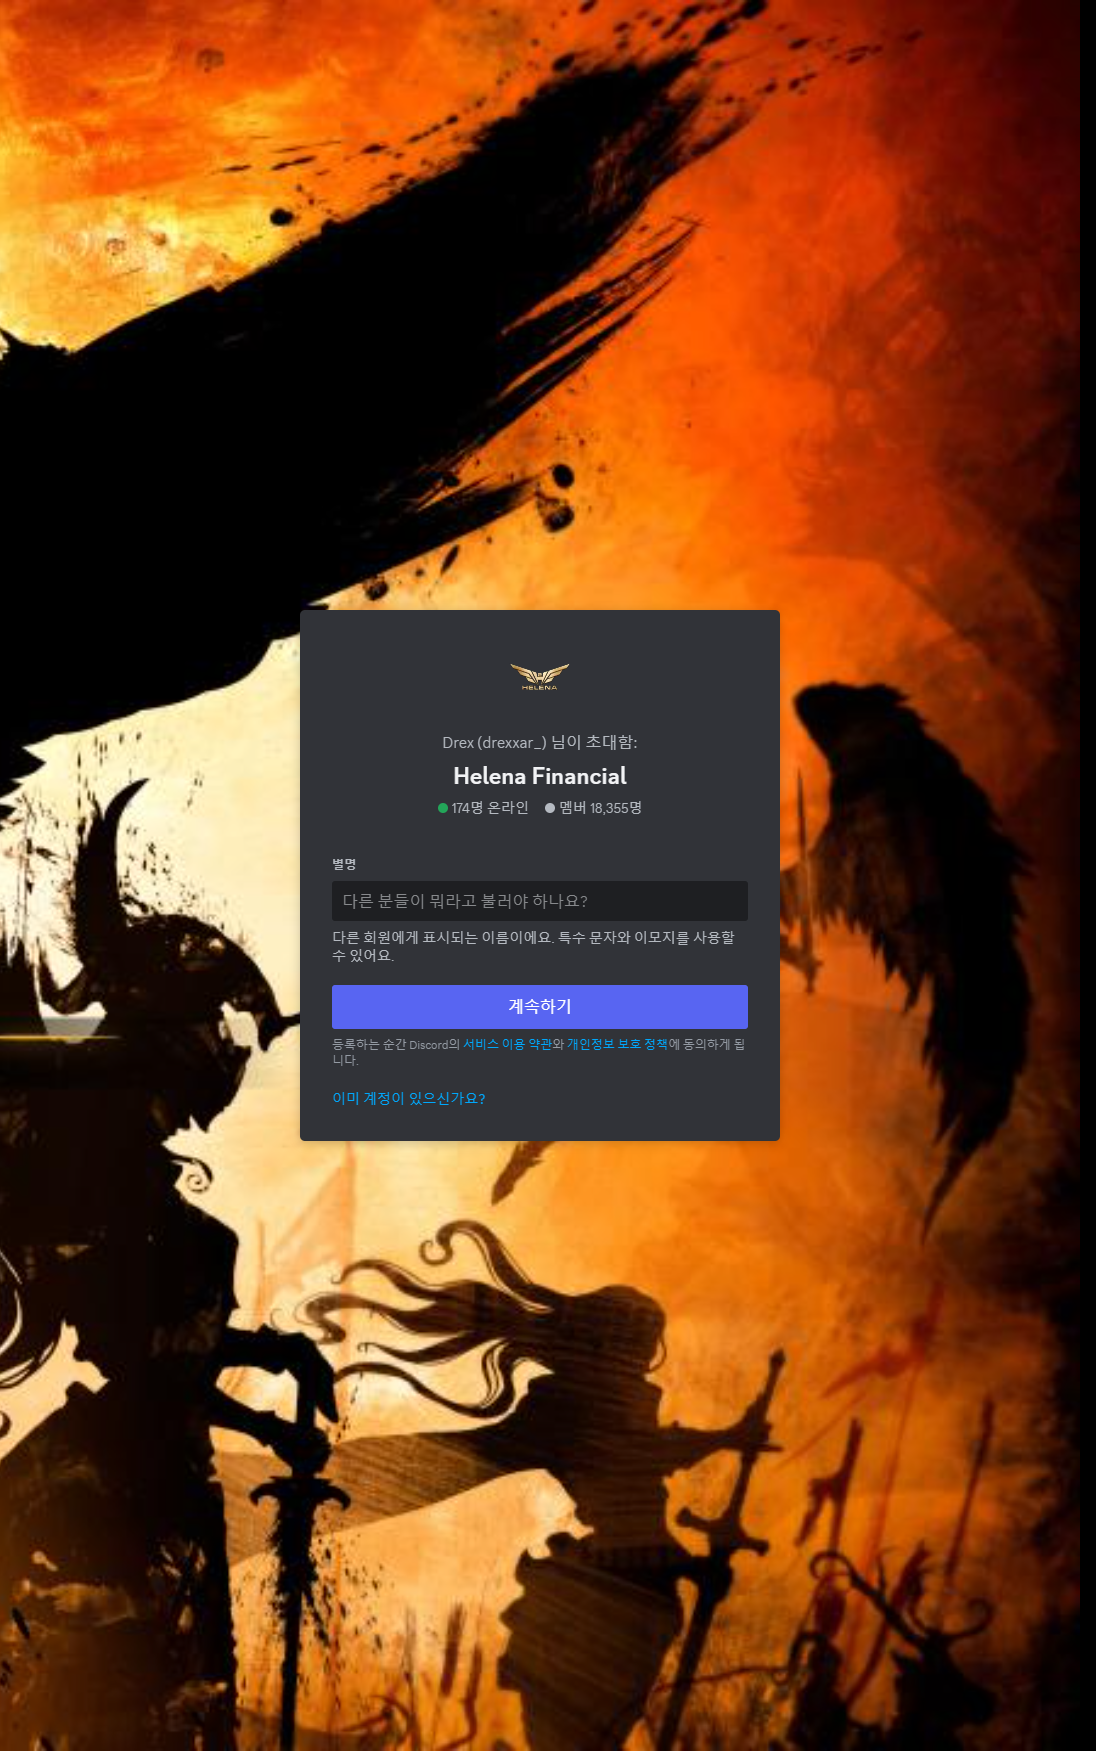 HELENA
Drex (drexxar_) 님이 초대함:
Helena Financial
174명 온라인 멤버 18,355명
별명
다른 분들이 뭐라고 불러야 하나요?
다른 회원에게 표시되는 이름이에요. 특수 문자와 이모지를 사용할
수 있어요.
계속하기
등록하는 순간 Discord의 서비스 이용 약관와 개인정보 보호 정책에 동의하게 됩
니다.
이미 계정이 있으신가요?